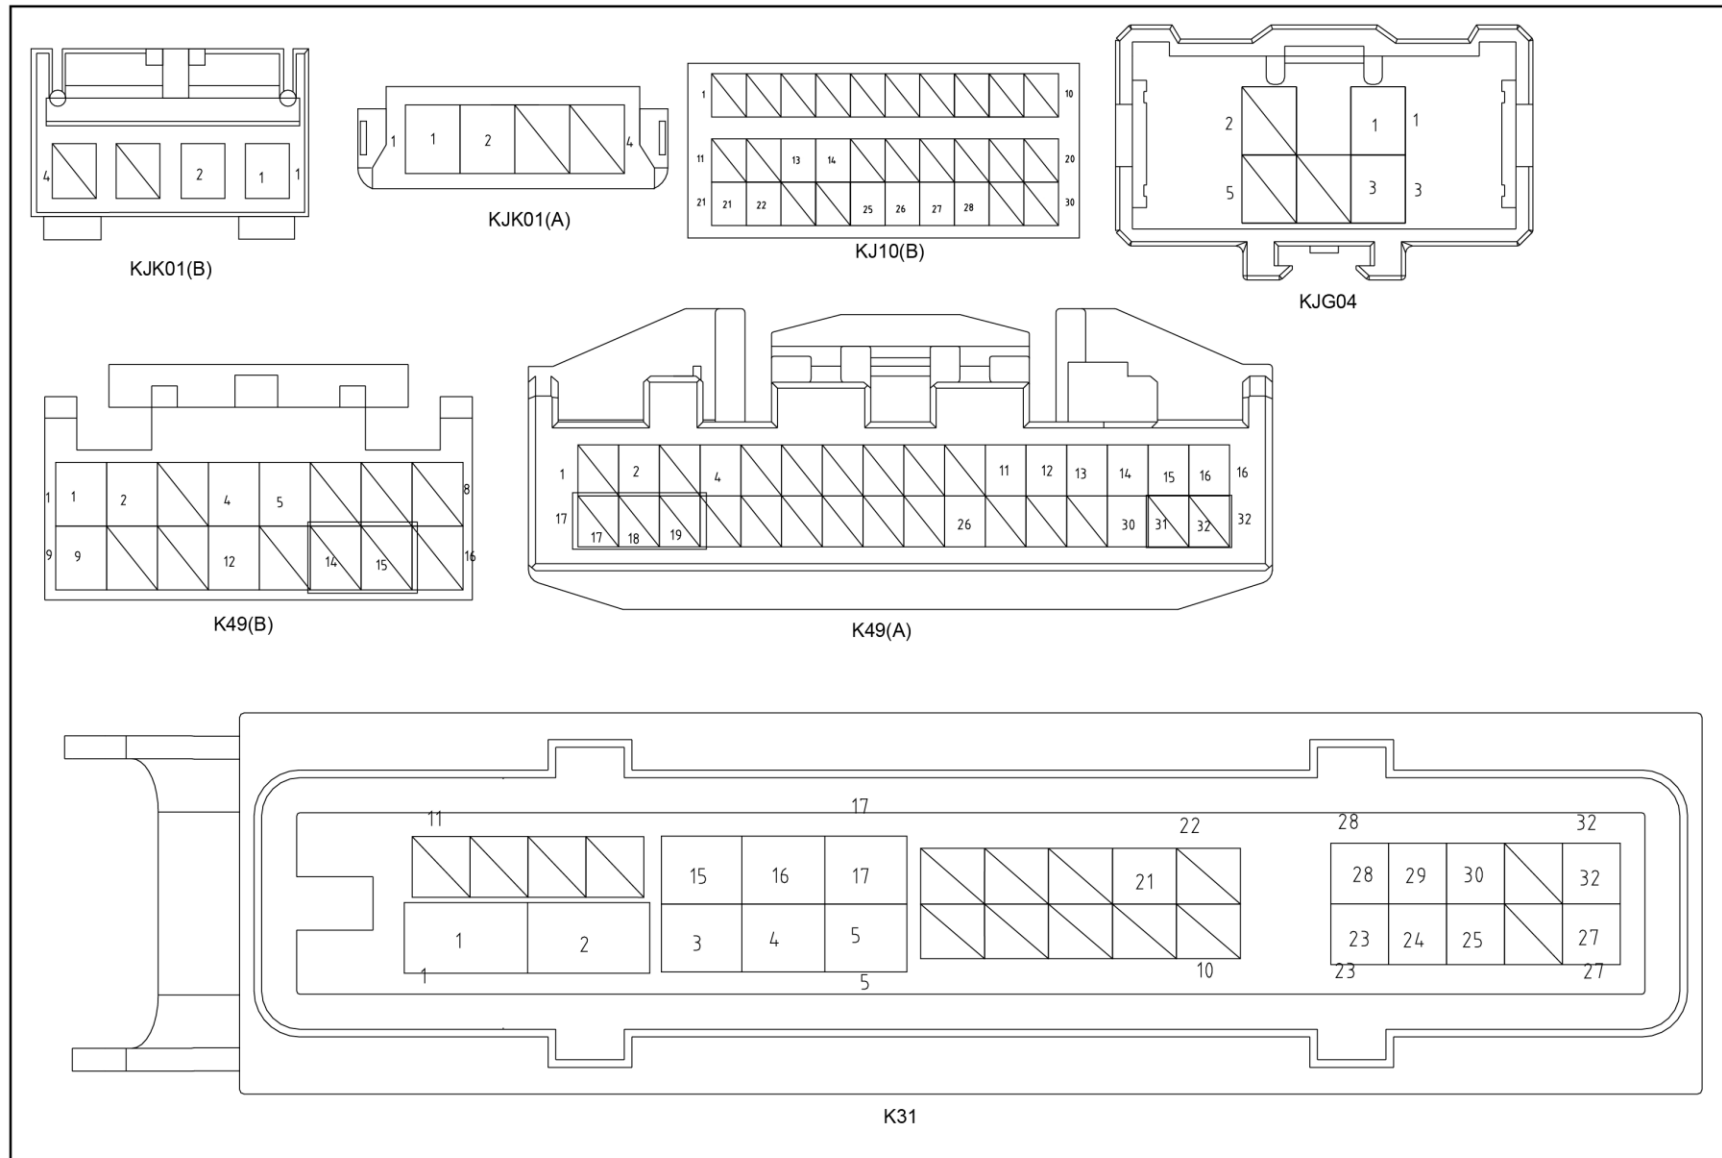 4 2 1 1
KJK01(B)
1 1 2 4
KJK01(A)
1 10
11 13 14 20
21 21 22 25 26 27 28 30
KJ10(B)
2 1 1
5 3 3
KJG04
1 1 2 4 5 8
9 9 12 14 15 16
K49(B)
1 2 4 11 12 13 14 15 16 16
17 17 18 19 26 30 31 32 32
K49(A)
11 17 22 28 32
15 16 17 21 28 29 30 32
1 2 3 4 5 23 24 25 27
1 5 10 23 27
K31